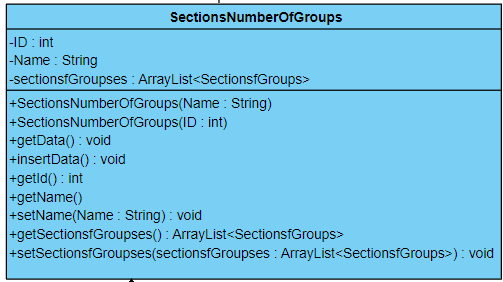 SectionsNumberOfGroups
-ID : int
-Name : String
-sectionsfGroupses : ArrayList<SectionsfGroups>
+SectionsNumberOfGroups(Name : String)
+SectionsNumberOfGroups(ID : int)
+getData() : void
+insertData() : void
+getId() : int
+getName()
+setName(Name : String) : void
+getSectionsfGroupses() : ArrayList<SectionsfGroups>
+setSectionsfGroupses(sectionsfGroupses : ArrayList<SectionsfGroups>) : void